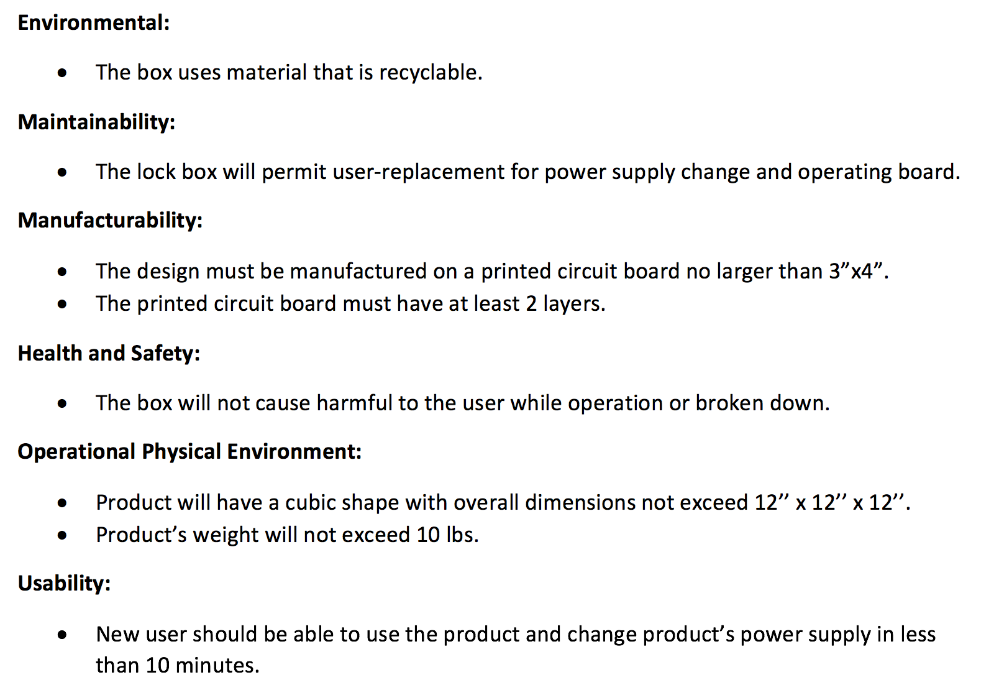 Environmental:
• The box uses material that is recyclable.
Maintainability:
• The lock box will permit user-replacement for power supply change and operating board.
Manufacturability:
• The design must be manufactured on a printed circuit board no larger than 3”x4”.
• The printed circuit board must have at least 2 layers.
Health and Safety:
• The box will not cause harmful to the user while operation or broken down.
Operational Physical Environment:
• Product will have a cubic shape with overall dimensions not exceed 12” x 12’’ x 12’’.
• Product’s weight will not exceed 10 lbs.
Usability:
• New user should be able to use the product and change product’s power supply in less
than 10 minutes.